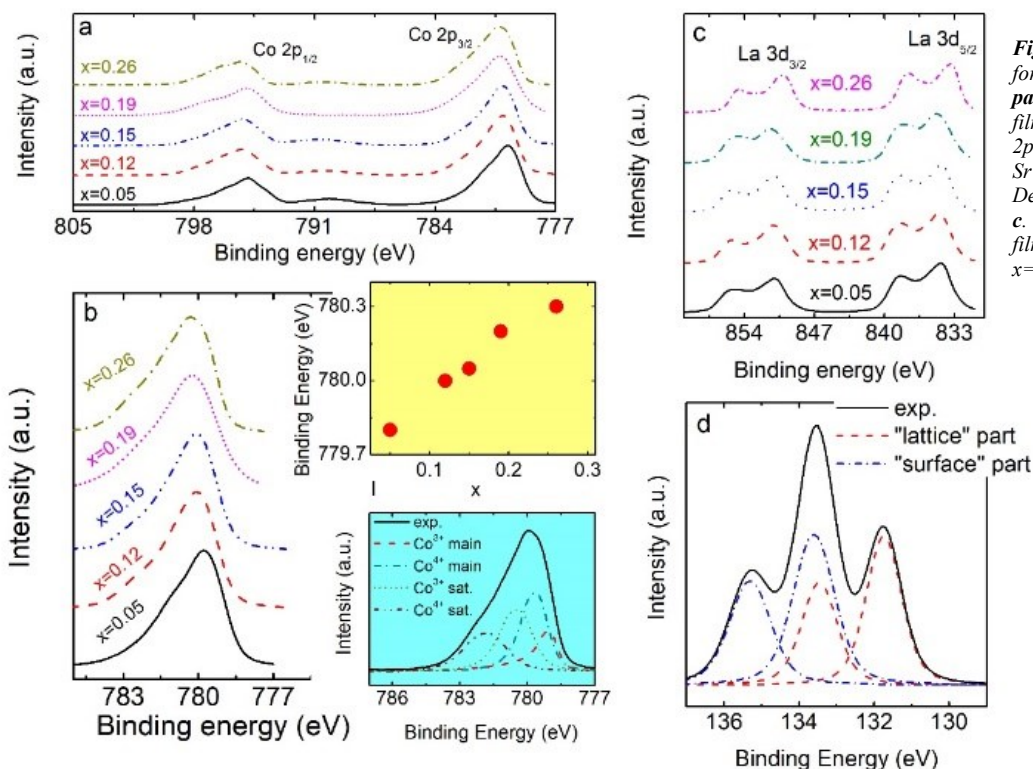 a
Co 2p1/2
Co 2p3/2
x=0.26
x=0.19
x=0.15
x=0.12
x=0.05
Intensity (a.u.)
805 798 791 784 777
Binding energy (eV)
c
La 3d3/2
La 3d5/2
x=0.26
x=0.19
x=0.15
x=0.12
x=0.05
Intensity (a.u.)
854 847 840 833
Binding energy (eV)
for
2p
Sr
c.
x=
b
x=0.26
x=0.19
x=0.15
x=0.12
x=0.05
Intensity (a.u.)
783 780 777
Binding energy (eV)
Binding Energy (eV)
780.3
780.0
779.7
0.1 0.2 0.3
x
exp.
Co3+ main
Co4+ main
Co3+ sat.
Co4+ sat.
Intensity (a.u.)
786 783 780 777
Binding Energy (eV)
d
exp.
"lattice" part
"surface" part
Intensity (a.u.)
136 134 132 130
Binding Energy (eV)